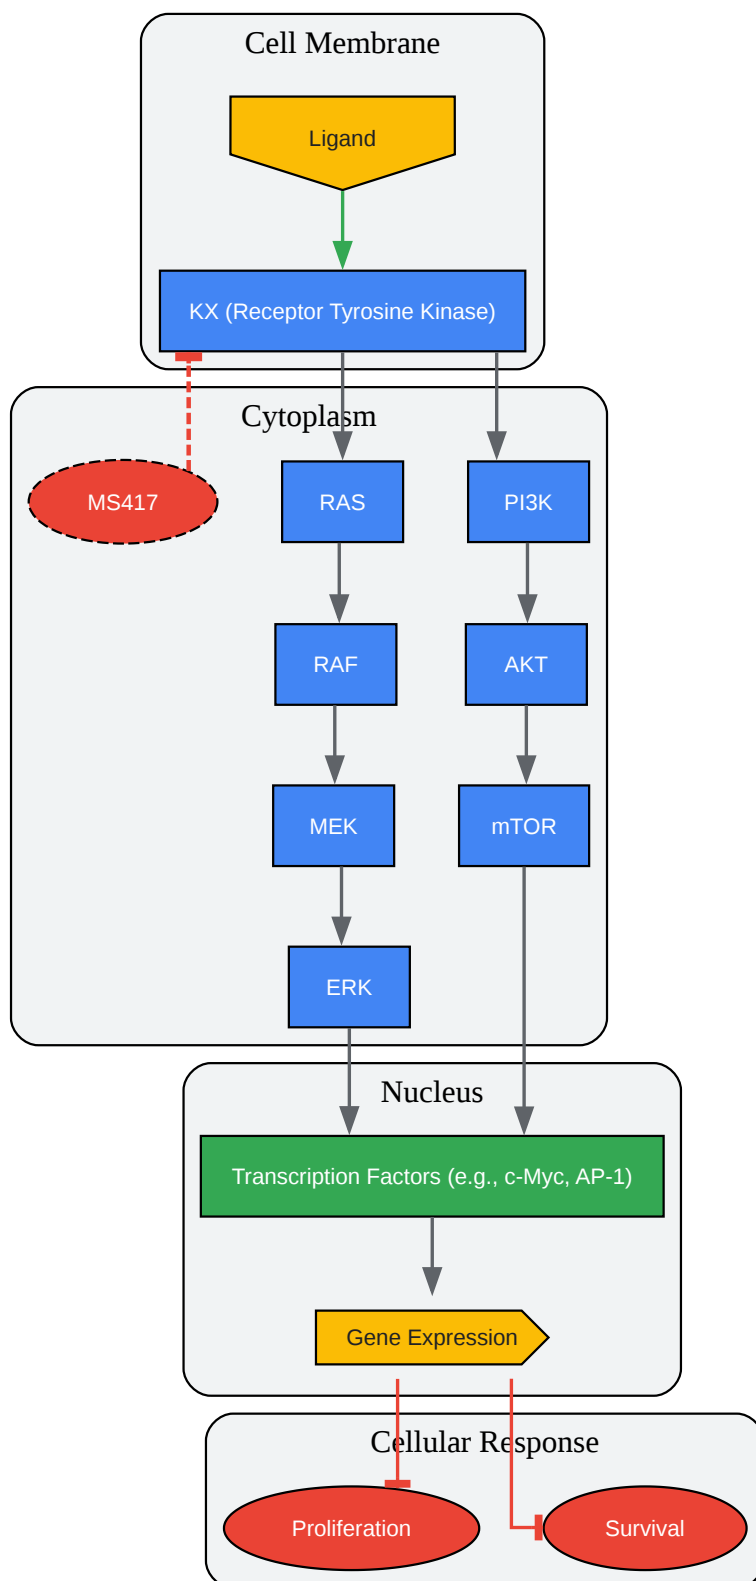 Cell Membrane
Ligand
KX (Receptor Tyrosine Kinase)
Cytoplasm
MS417
RAS
PI3K
RAF
AKT
MEK
mTOR
ERK
Nucleus
Transcription Factors (e.g., c-Myc, AP-1)
Gene Expression
Cellular Response
Proliferation
Survival